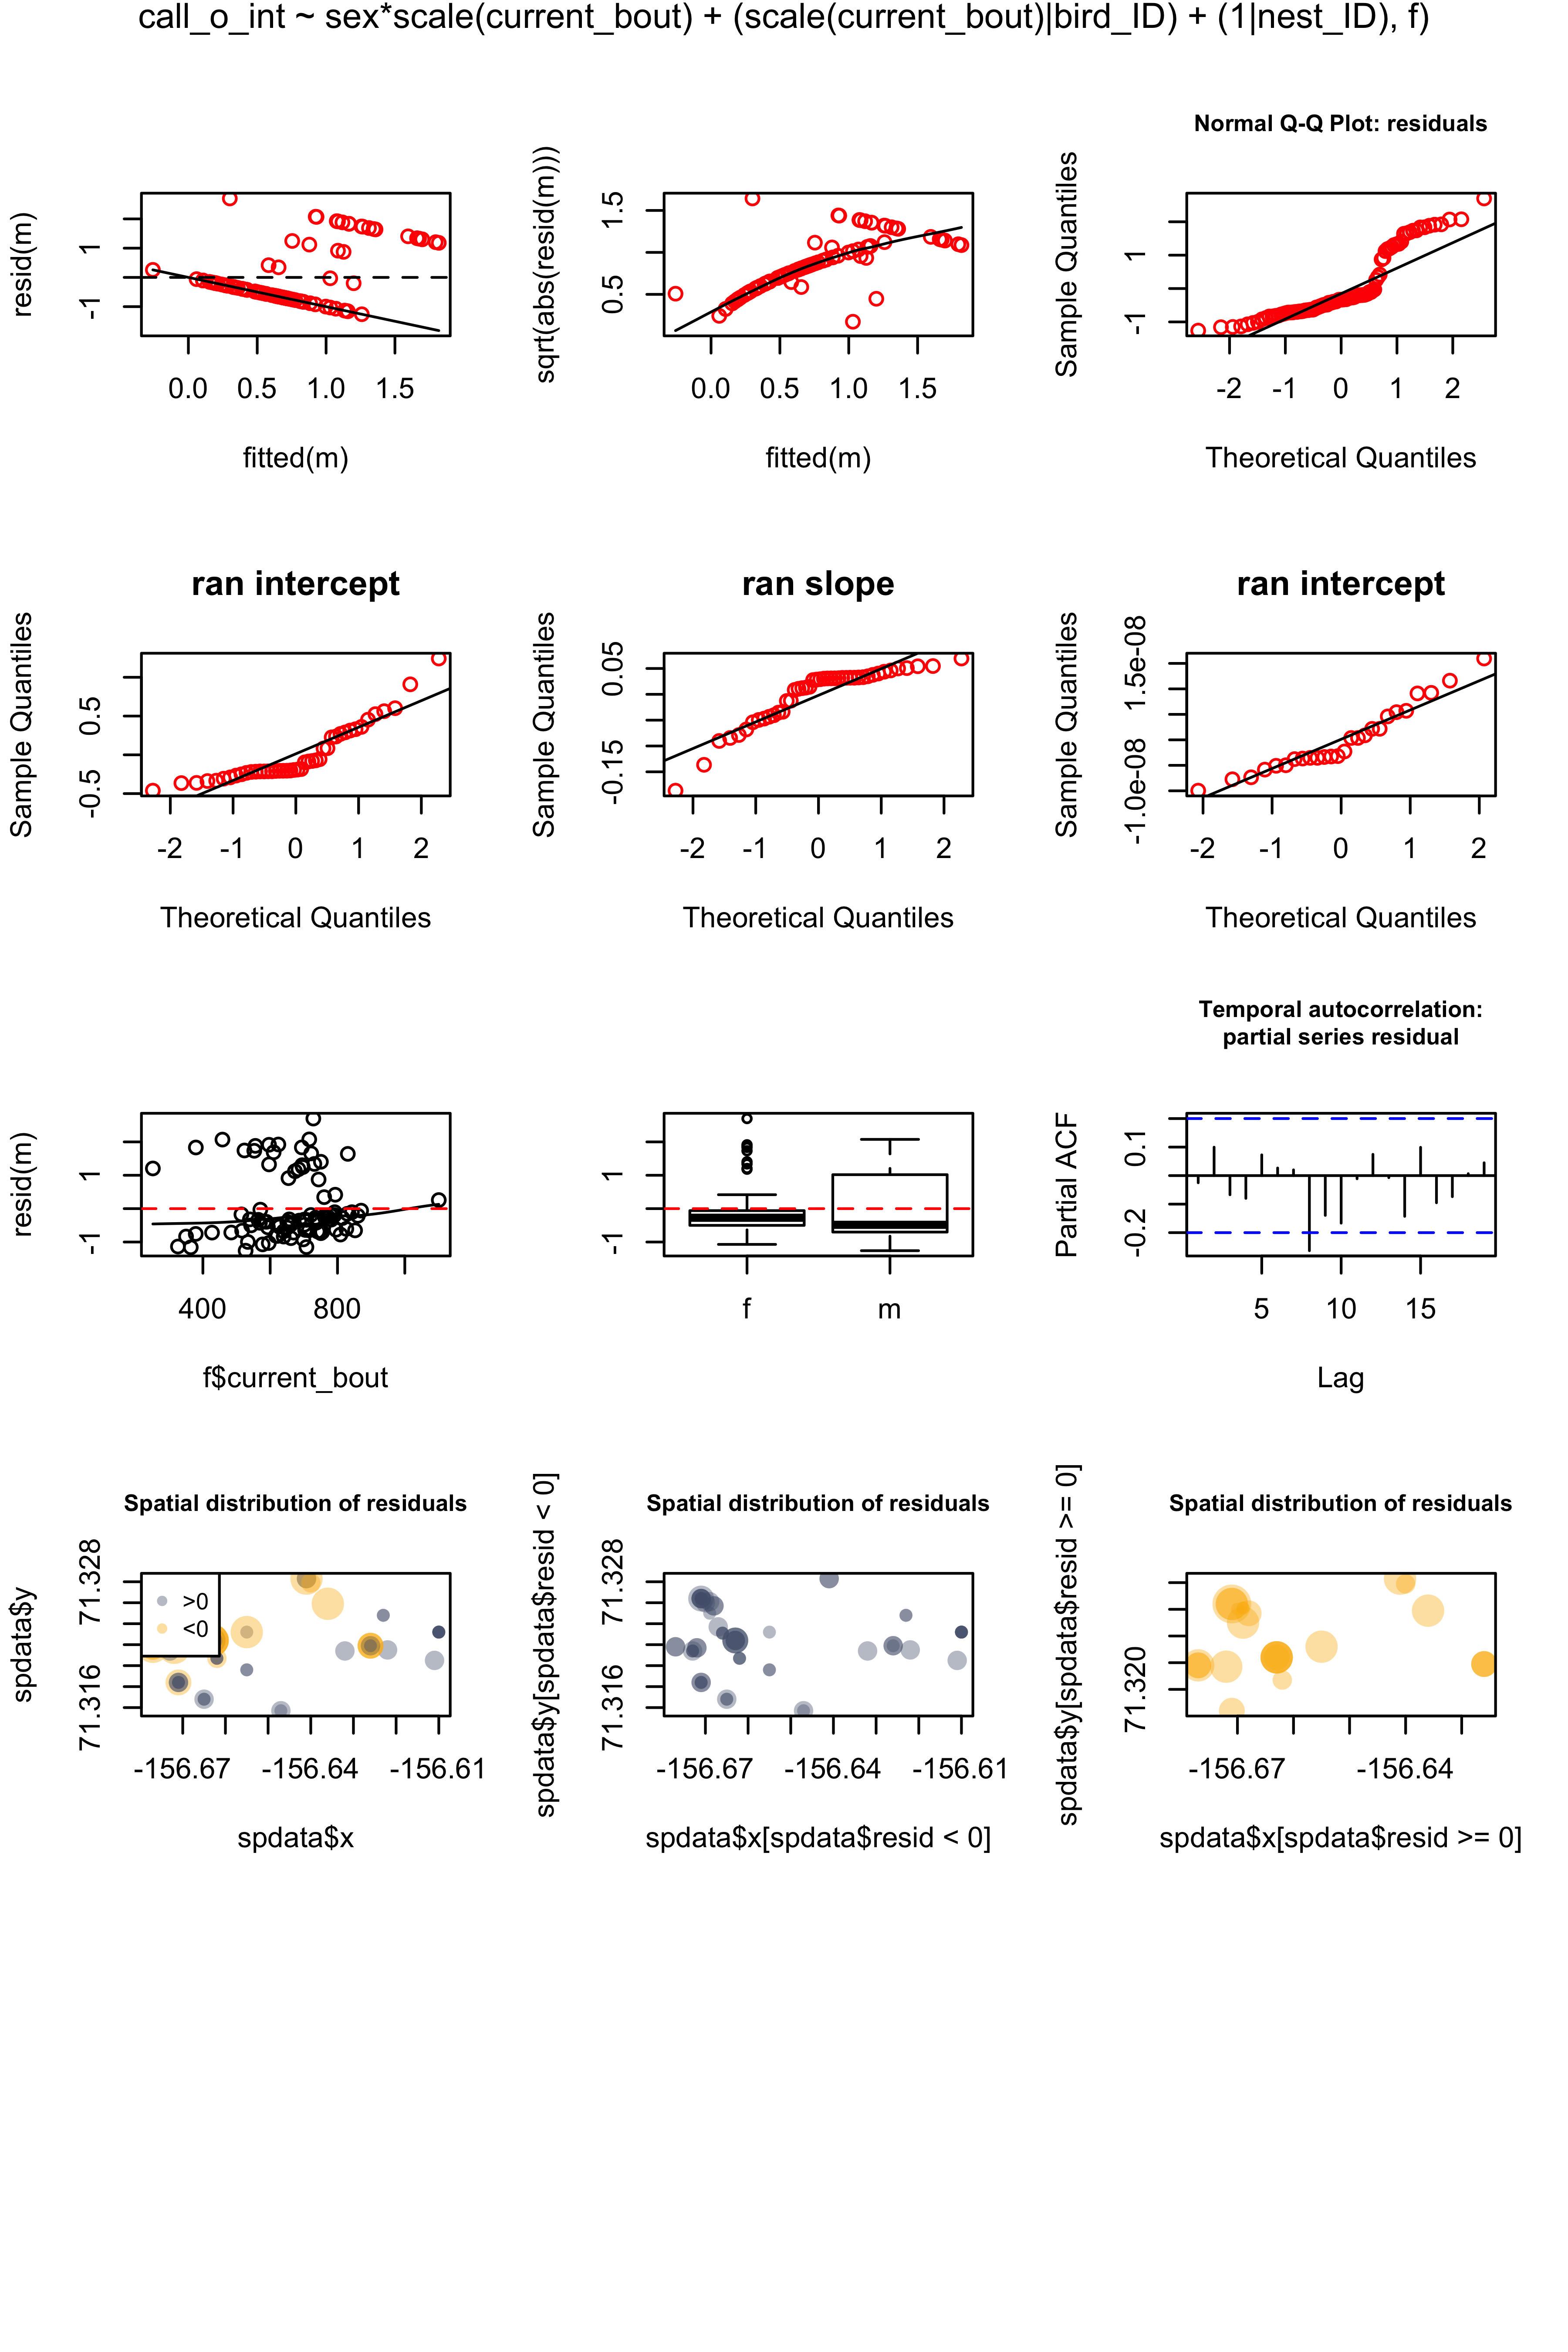 call_o_int ~ sex*scale(current_bout) + (scale(current_bout)|bird_ID) + (1|nest_ID), f)
resid(m)
1
-1
0.0 0.5 1.0 1.5
fitted(m)
sqrt(abs(resid(m)))
1.5
0.5
0.0 0.5 1.0 1.5
fitted(m)
Normal Q-Q Plot: residuals
Sample Quantiles
1
-1
-2 -1 0 1 2
Theoretical Quantiles
ran intercept
Sample Quantiles
0.5
-0.5
-2 -1 0 1 2
Theoretical Quantiles
ran slope
Sample Quantiles
0.05
-0.15
-2 -1 0 1 2
Theoretical Quantiles
ran intercept
Sample Quantiles
1.5e-08
-1.0e-08
-2 -1 0 1 2
Theoretical Quantiles
resid(m)
1
-1
400 800
f$current_bout
1
-1
f m
Temporal autocorrelation:
partial series residual
Partial ACF
0.1
-0.2
5 10 15
Lag
Spatial distribution of residuals
spdata$y
71.328
71.316
>0
<0
-156.67 -156.64 -156.61
spdata$x
Spatial distribution of residuals
spdata$y[spdata$resid < 0]
71.328
71.316
-156.67 -156.64 -156.61
spdata$x[spdata$resid < 0]
Spatial distribution of residuals
spdata$y[spdata$resid >= 0]
71.320
-156.67 -156.64
spdata$x[spdata$resid >= 0]